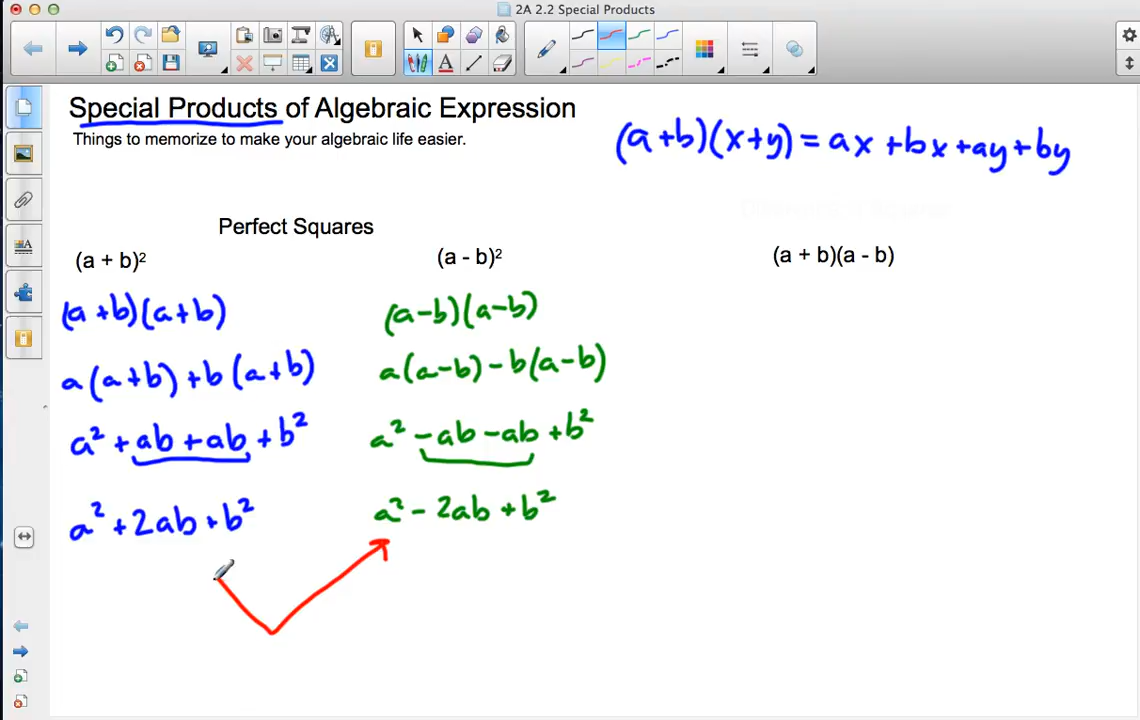 2A 2.2 Special Products
Special Products of Algebraic Expression
Things to memorize to make your algebraic life easier.
(a+b)(x+y) = ax+bx+ay+by
Perfect Squares
(a + b)²
(a+b)(a+b)
a(a+b)+b(a+b)
a²+ab+ab+b²
a²+2ab+b²
(a - b)²
(a-b)(a-b)
a(a-b)-b(a-b)
a²-ab-ab+b²
a²-2ab+b²
(a + b)(a - b)